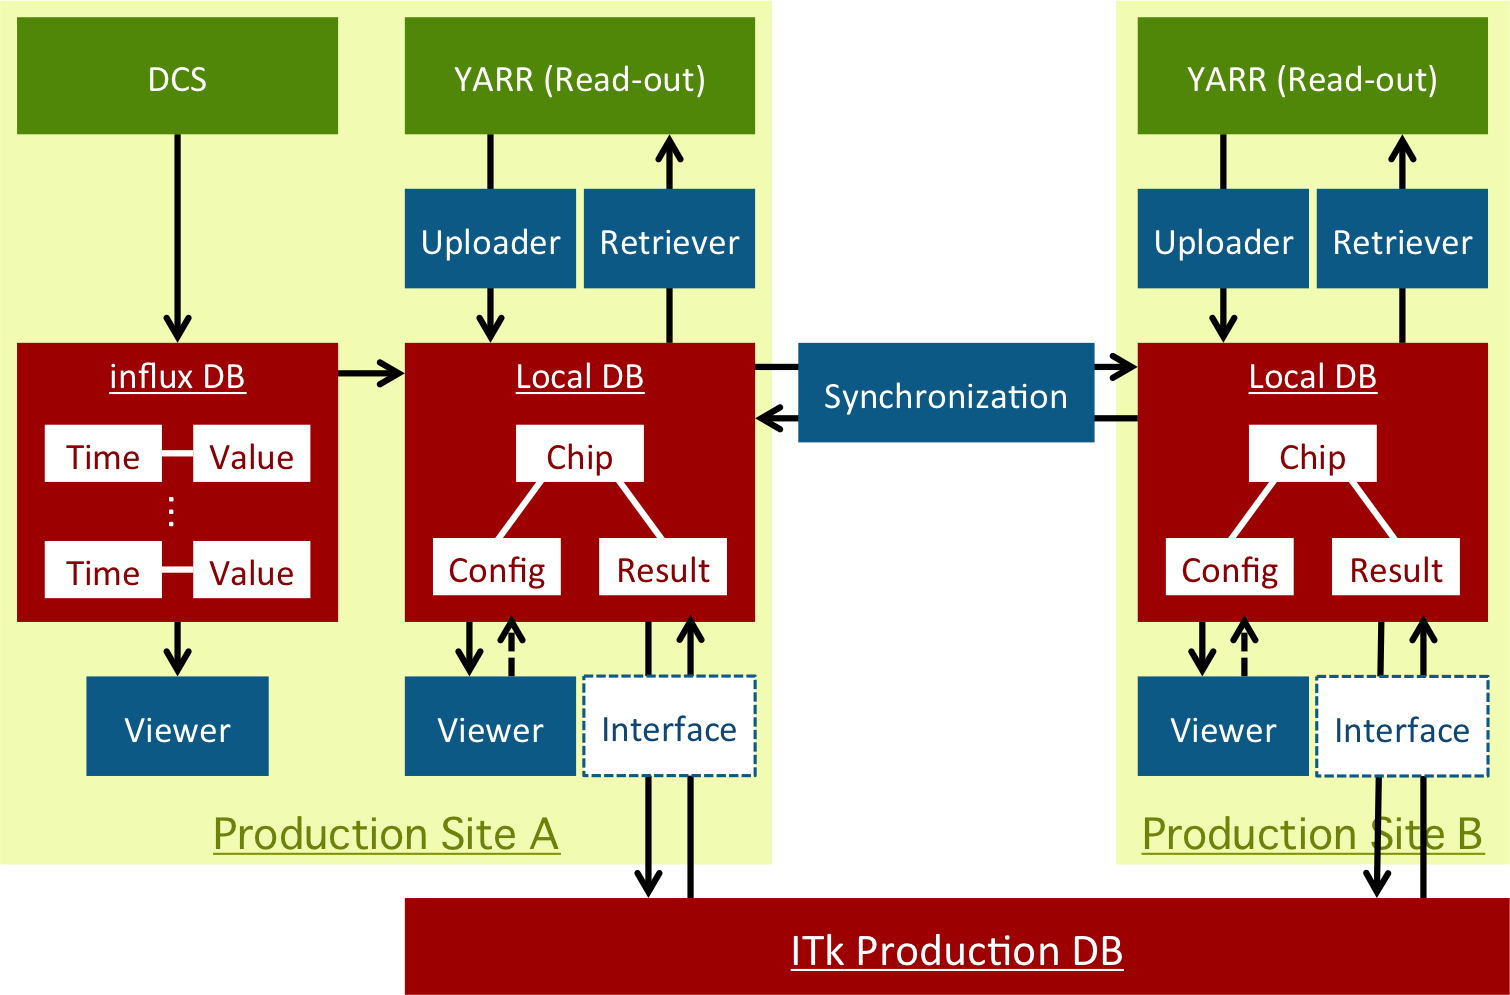 DCS
YARR (Read-out)
YARR (Read-out)
Uploader
Retriever
Uploader
Retriever
influx DB
Local DB
Synchronization
Local DB
Time
Value
Chip
Chip
Time
Value
Config
Result
Config
Result
Viewer
Viewer
Interface
Viewer
Interface
Production Site A
Production Site B
ITk Production DB